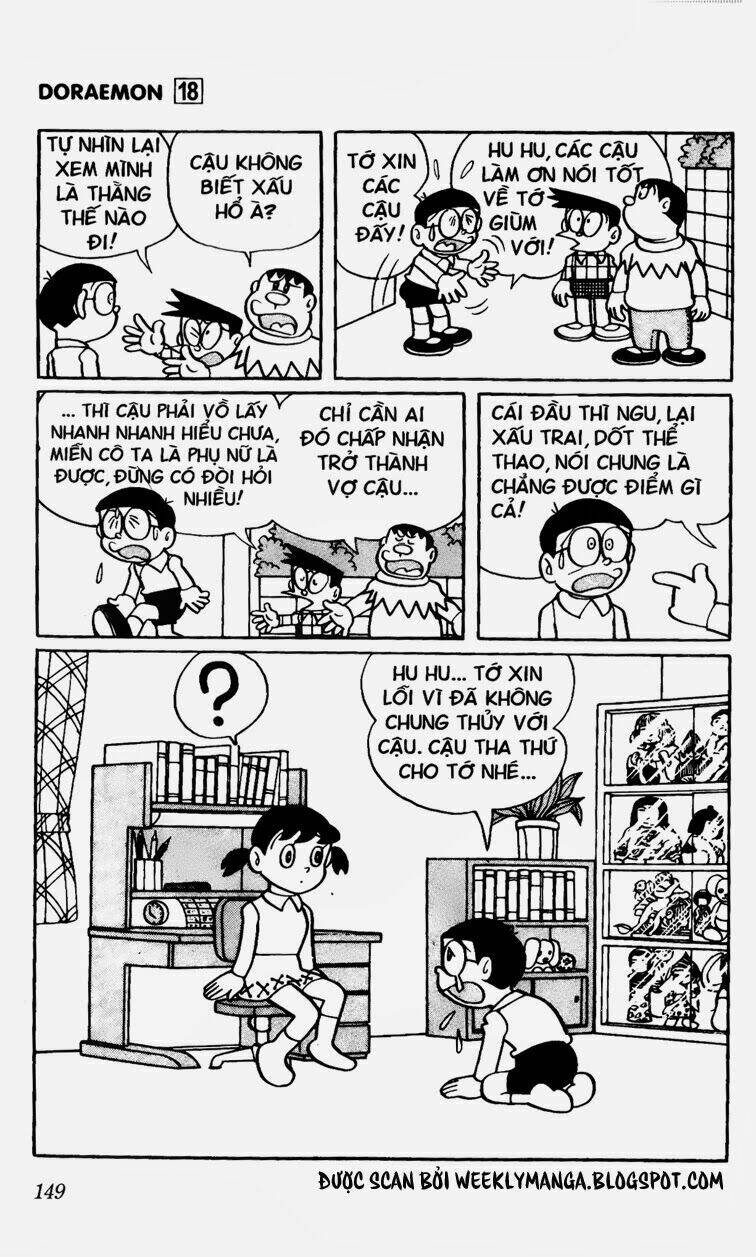 DORAEMON 18
HU HU, CÁC CẬU
LÀM ƠN NÓI TỐT
VỀ TỚ
GIÙM
VỚI!
TỚ XIN
CÁC
CẬU
ĐẤY!
CẬU KHÔNG
BIẾT XẤU
HỔ À?
TỰ NHÌN LẠI
XEM MÌNH
LÀ THẰNG
THẾ NÀO
ĐI!
CÁI ĐẦU THÌ NGU, LẠI
XẤU TRAI, DỐT THỂ
THAO, NÓI CHUNG LÀ
CHẲNG ĐƯỢC ĐIỂM GÌ
CẢ!
CHỈ CẦN AI
ĐÓ CHẤP NHẬN
TRỞ THÀNH
VỢ CẬU...
... THÌ CẬU PHẢI VỒ LẤY
NHANH NHANH HIỂU CHƯA,
MIỄN CÔ TA LÀ PHỤ NỮ LÀ
ĐƯỢC, ĐỪNG CÓ ĐÒI HỎI
NHIỀU!
HU HU... TỚ XIN
LỖI VÌ ĐÃ KHÔNG
CHUNG THỦY VỚI
CẬU. CẬU THA THỨ
CHO TỚ NHÉ...
?
149
ĐƯỢC SCAN BỞI WEEKLYMANGA.BLOGSPOT.COM